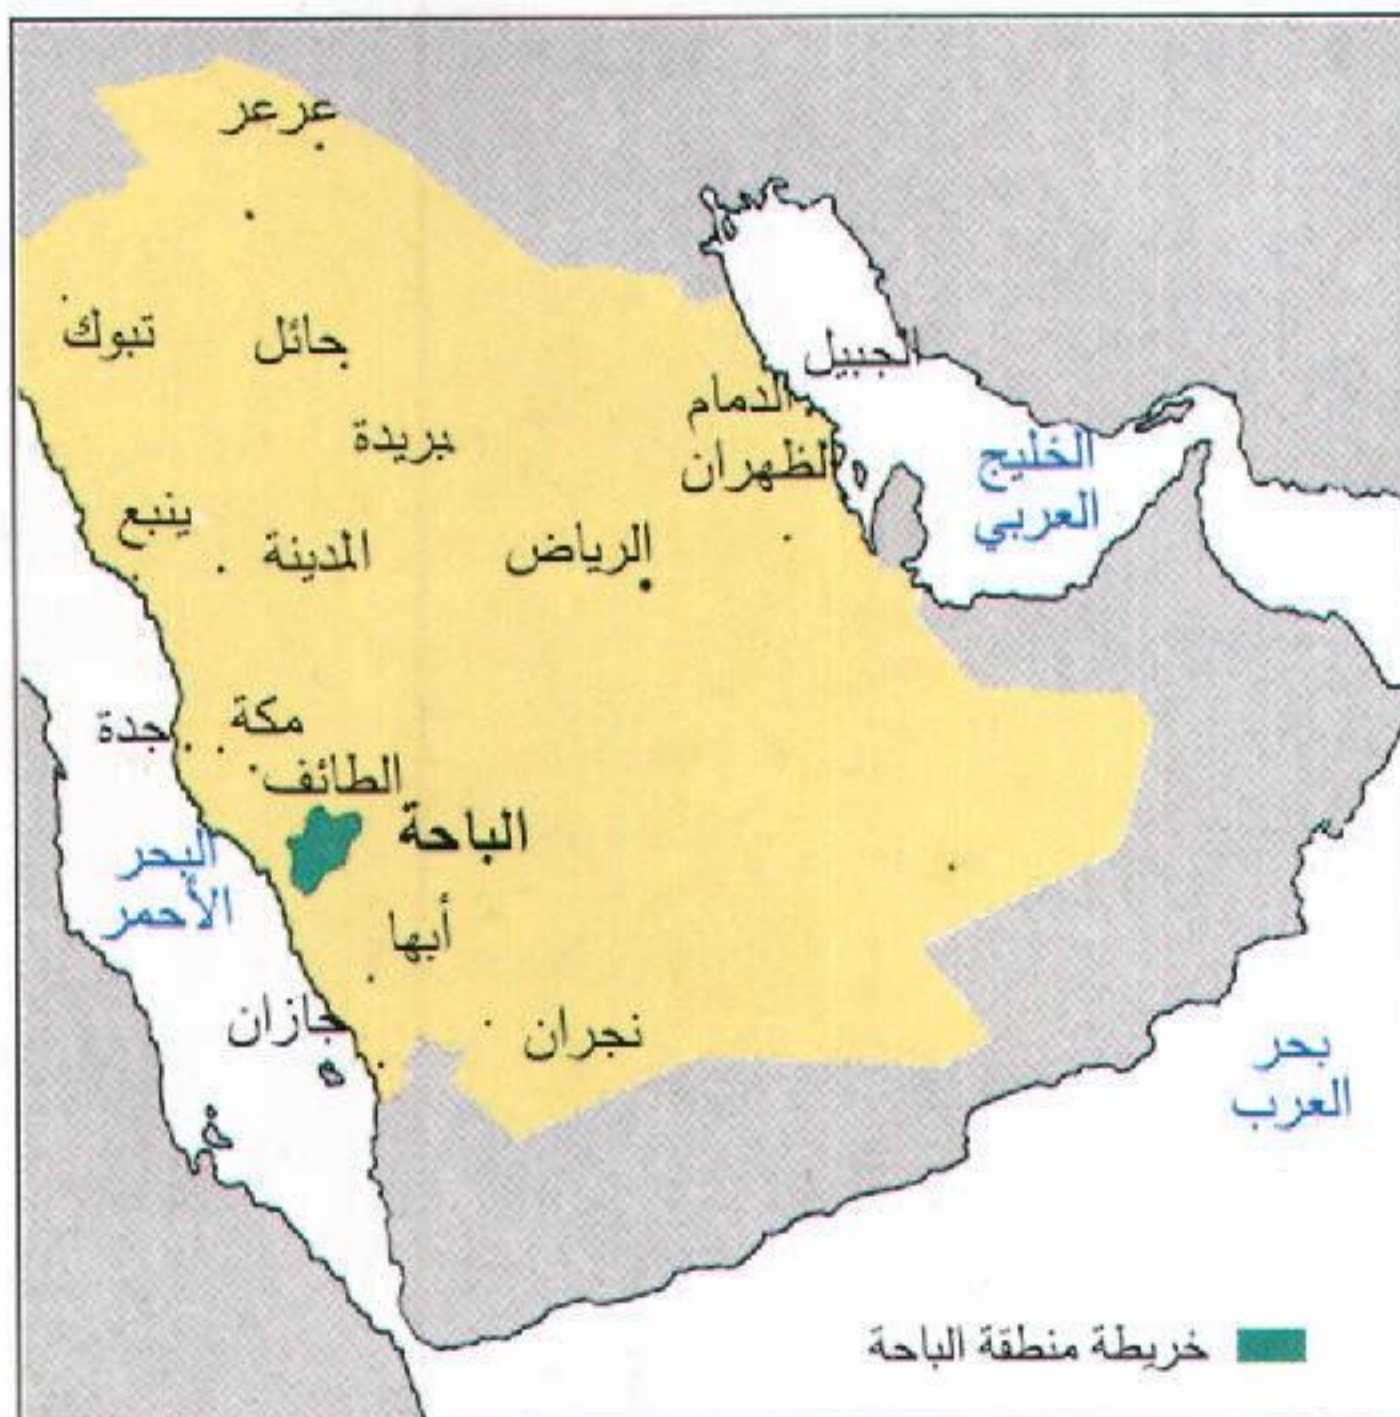 عرعر
تبوك
حائل
الجبيل
الدمام
الظهران
بريدة
الخليج
العربي
ينبع
المدينة
الرياض
مكة
جدة
الطائف
الباحة
البحر
الأحمر
أبها
جازان
نجران
بحر
العرب
خريطة منطقة الباحة